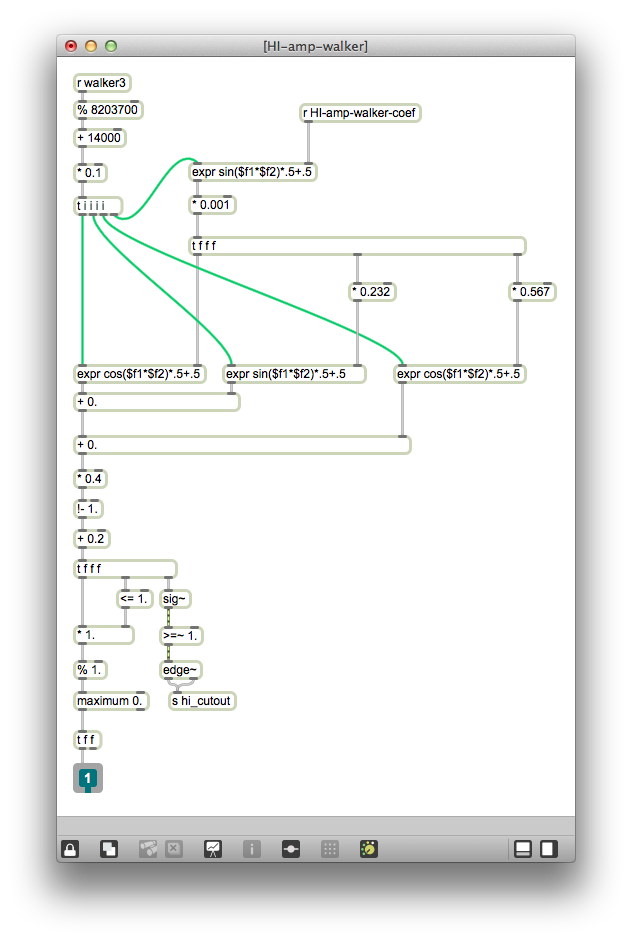 [HI-amp-walker]
r walker3
% 8203700
r HI-amp-walker-coef
+ 14000
* 0.1
expr sin($f1*$f2)*.5+.5
t i i i i
* 0.001
t f f f
* 0.232
* 0.567
expr cos($f1*$f2)*.5+.5
expr sin($f1*$f2)*.5+.5
expr cos($f1*$f2)*.5+.5
+ 0.
+ 0.
* 0.4
!- 1.
+ 0.2
t f f f
<= 1.
sig~
* 1.
>=~ 1.
% 1.
edge~
maximum 0.
s hi_cutout
t f f
1